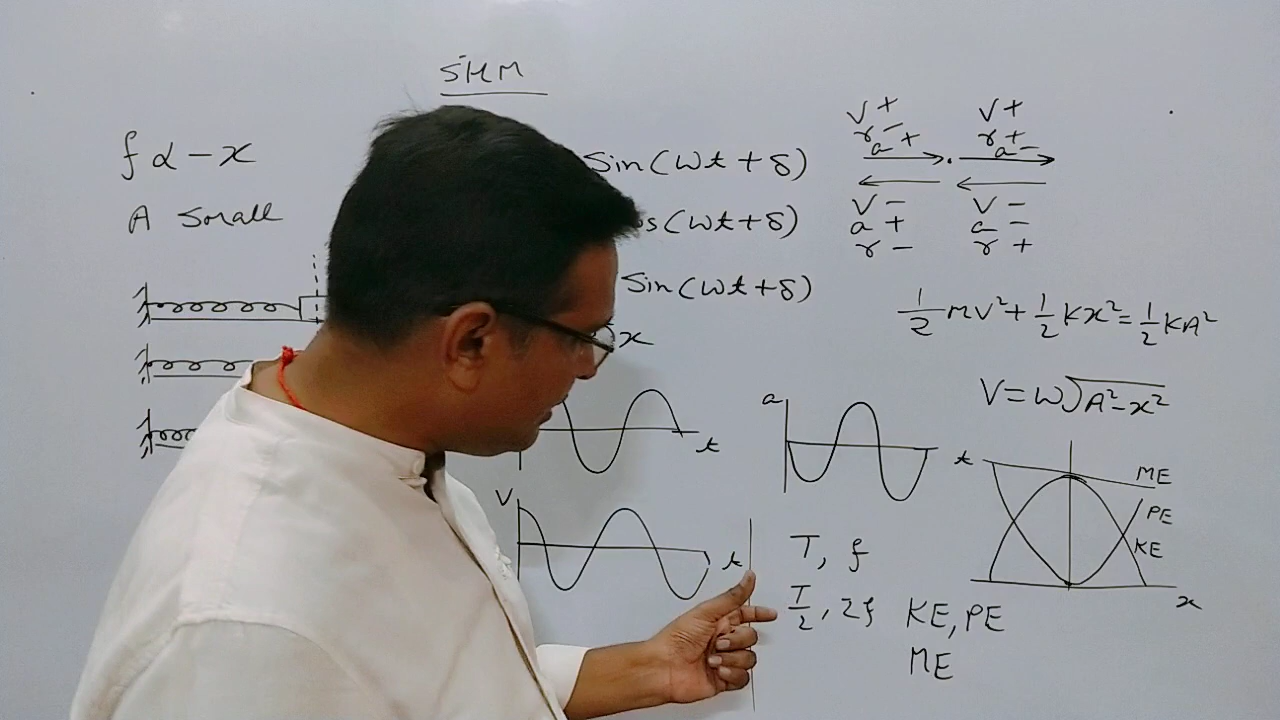 SHM
f α -x
A Small
Sin(ωt+δ)
os(ωt+δ)
Sin(ωt+δ)
x
V+
r-
a+
V+
r+
a-
V-
a+
r-
V-
a-
r+
1/2 mV²+1/2 Kx²=1/2 KA²
V=ω√A²-x²
t
V
t
a
t
ME
PE
KE
x
T, f
T/2, 2f KE, PE
ME